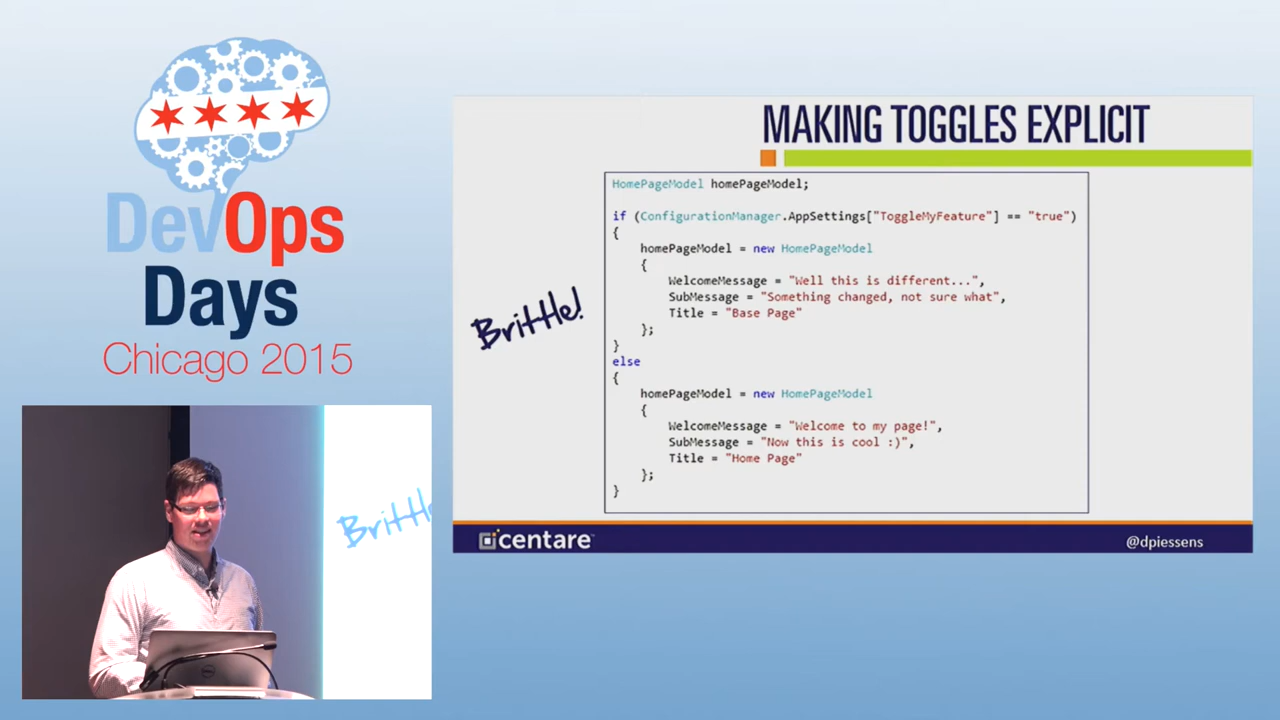 DevOps
Days
Chicago 2015
MAKING TOGGLES EXPLICIT
HomePageModel homePageModel;
if (ConfigurationManager.AppSettings["ToggleMyFeature"] == "true")
{
homePageModel = new HomePageModel
{
WelcomeMessage = "Well this is different...",
SubMessage = "Something changed, not sure what",
Title = "Base Page"
};
}
else
{
homePageModel = new HomePageModel
{
WelcomeMessage = "Welcome to my page!",
SubMessage = "Now this is cool :)",
Title = "Home Page"
};
}
Brittle!
centare
@dpiessens
Brittle
DELL